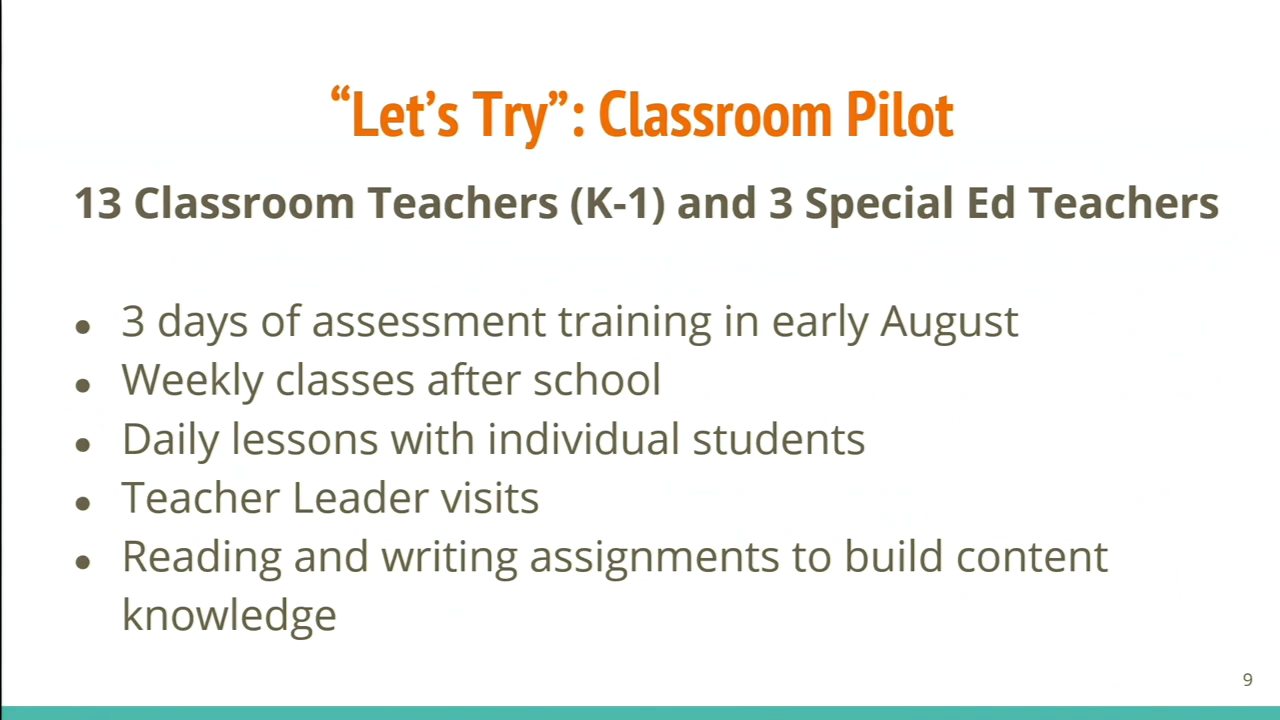 “Let’s Try”: Classroom Pilot
13 Classroom Teachers (K-1) and 3 Special Ed Teachers
● 3 days of assessment training in early August
● Weekly classes after school
● Daily lessons with individual students
● Teacher Leader visits
● Reading and writing assignments to build content
knowledge
9